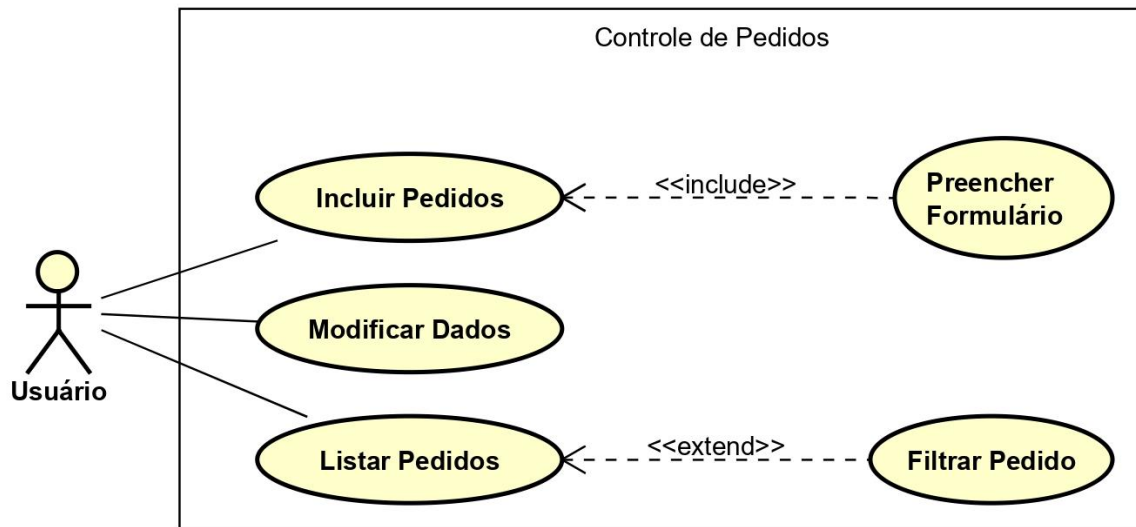 Controle de Pedidos
Incluir Pedidos
<<include>>
Preencher
Formulário
Modificar Dados
Usuário
Listar Pedidos
<<extend>>
Filtrar Pedido